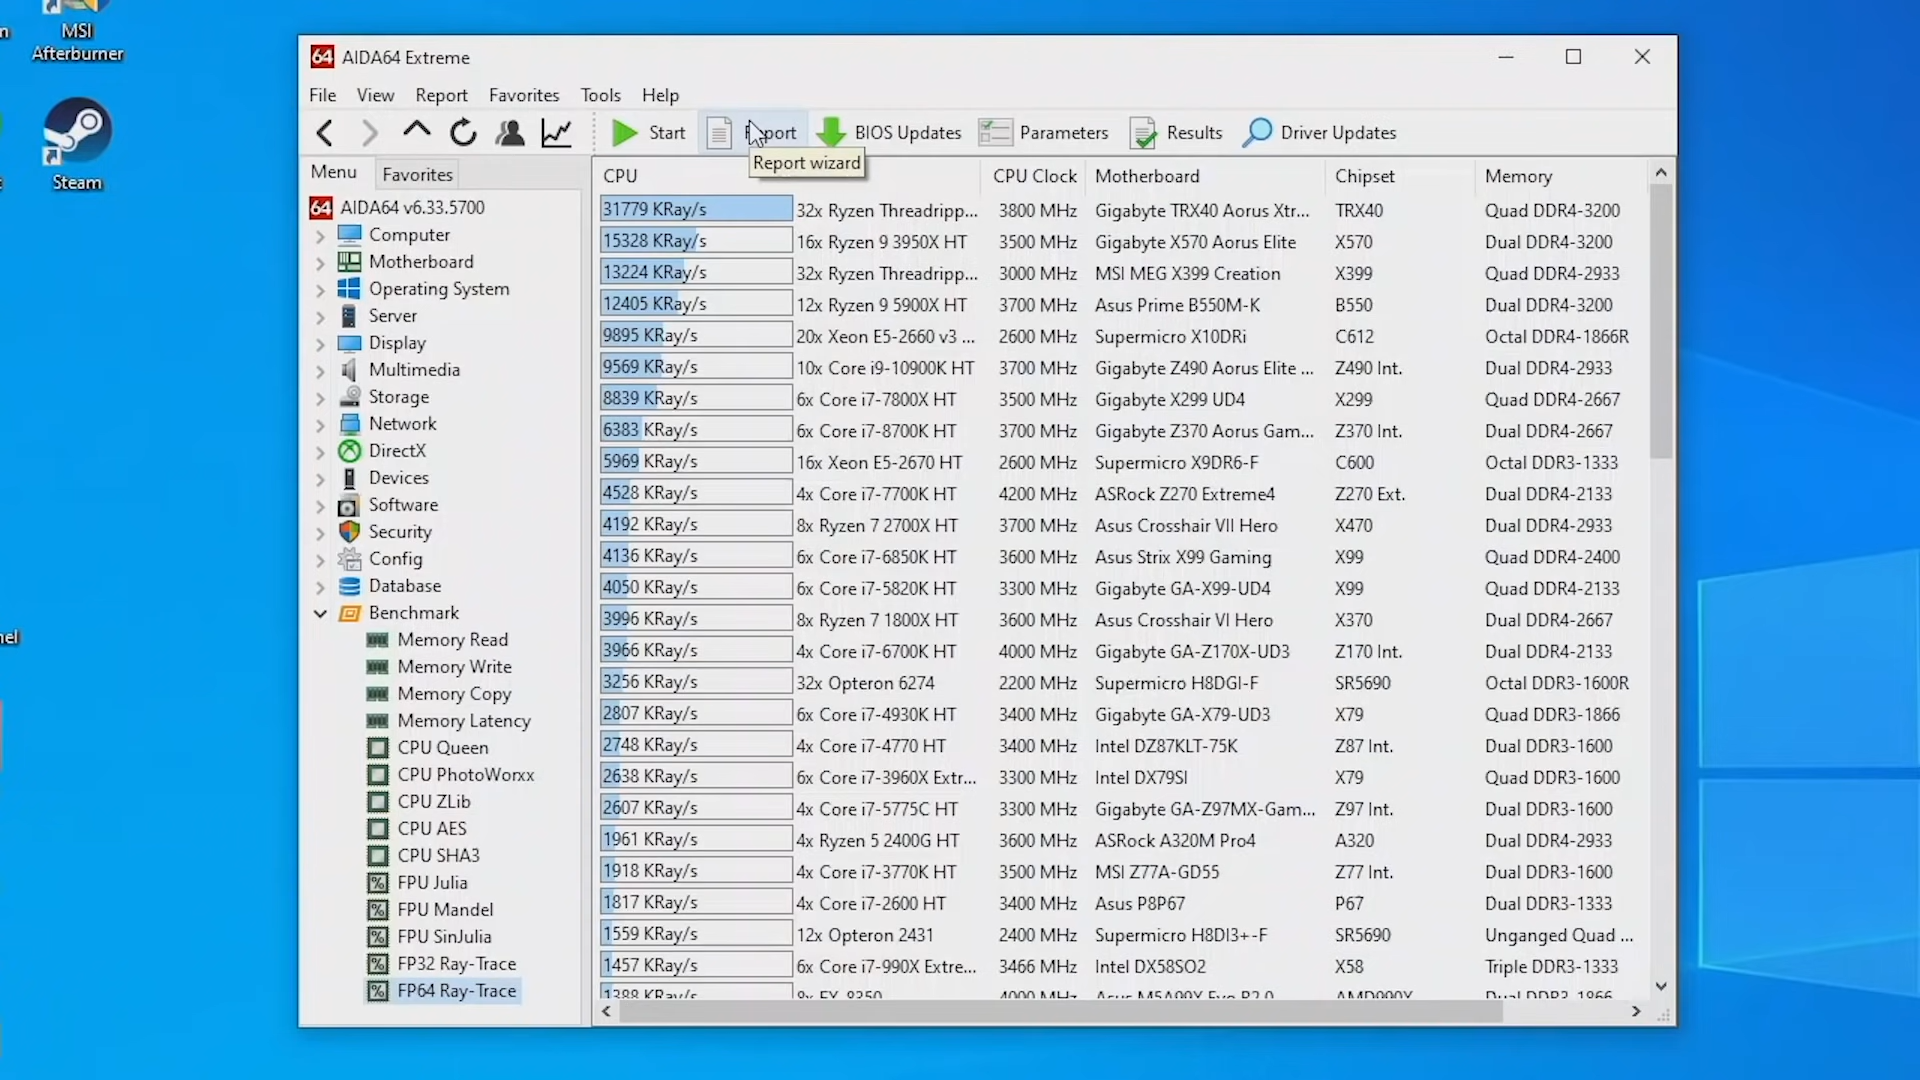 MSI
Afterburner
Steam
nel
64 AIDA64 Extreme
File View Report Favorites Tools Help
Start Report BIOS Updates Parameters Results Driver Updates
Report wizard
Menu Favorites
64 AIDA64 v6.33.5700
Computer
Motherboard
Operating System
Server
Display
Multimedia
Storage
Network
DirectX
Devices
Software
Security
Config
Database
Benchmark
Memory Read
Memory Write
Memory Copy
Memory Latency
CPU Queen
CPU PhotoWorxx
CPU ZLib
CPU AES
CPU SHA3
FPU Julia
FPU Mandel
FPU SinJulia
FP32 Ray-Trace
FP64 Ray-Trace
CPU CPU Clock Motherboard Chipset Memory
31779 KRay/s 32x Ryzen Threadripp... 3800 MHz Gigabyte TRX40 Aorus Xtr... TRX40 Quad DDR4-3200
15328 KRay/s 16x Ryzen 9 3950X HT 3500 MHz Gigabyte X570 Aorus Elite X570 Dual DDR4-3200
13224 KRay/s 32x Ryzen Threadripp... 3000 MHz MSI MEG X399 Creation X399 Quad DDR4-2933
12405 KRay/s 12x Ryzen 9 5900X HT 3700 MHz Asus Prime B550M-K B550 Dual DDR4-3200
9895 KRay/s 20x Xeon E5-2660 v3 ... 2600 MHz Supermicro X10DRi C612 Octal DDR4-1866R
9569 KRay/s 10x Core i9-10900K HT 3700 MHz Gigabyte Z490 Aorus Elite ... Z490 Int. Dual DDR4-2933
8839 KRay/s 6x Core i7-7800X HT 3500 MHz Gigabyte X299 UD4 X299 Quad DDR4-2667
6383 KRay/s 6x Core i7-8700K HT 3700 MHz Gigabyte Z370 Aorus Gam... Z370 Int. Dual DDR4-2667
5969 KRay/s 16x Xeon E5-2670 HT 2600 MHz Supermicro X9DR6-F C600 Octal DDR3-1333
4528 KRay/s 4x Core i7-7700K HT 4200 MHz ASRock Z270 Extreme4 Z270 Ext. Dual DDR4-2133
4192 KRay/s 8x Ryzen 7 2700X HT 3700 MHz Asus Crosshair VII Hero X470 Dual DDR4-2933
4136 KRay/s 6x Core i7-6850K HT 3600 MHz Asus Strix X99 Gaming X99 Quad DDR4-2400
4050 KRay/s 6x Core i7-5820K HT 3300 MHz Gigabyte GA-X99-UD4 X99 Quad DDR4-2133
3996 KRay/s 8x Ryzen 7 1800X HT 3600 MHz Asus Crosshair VI Hero X370 Dual DDR4-2667
3966 KRay/s 4x Core i7-6700K HT 4000 MHz Gigabyte GA-Z170X-UD3 Z170 Int. Dual DDR4-2133
3256 KRay/s 32x Opteron 6274 2200 MHz Supermicro H8DGI-F SR5690 Octal DDR3-1600R
2807 KRay/s 6x Core i7-4930K HT 3400 MHz Gigabyte GA-X79-UD3 X79 Quad DDR3-1866
2748 KRay/s 4x Core i7-4770 HT 3400 MHz Intel DZ87KLT-75K Z87 Int. Dual DDR3-1600
2638 KRay/s 6x Core i7-3960X Extr... 3300 MHz Intel DX79SI X79 Quad DDR3-1600
2607 KRay/s 4x Core i7-5775C HT 3300 MHz Gigabyte GA-Z97MX-Gam... Z97 Int. Dual DDR3-1600
1961 KRay/s 4x Ryzen 5 2400G HT 3600 MHz ASRock A320M Pro4 A320 Dual DDR4-2933
1918 KRay/s 4x Core i7-3770K HT 3500 MHz MSI Z77A-GD55 Z77 Int. Dual DDR3-1600
1817 KRay/s 4x Core i7-2600 HT 3400 MHz Asus P8P67 P67 Dual DDR3-1333
1559 KRay/s 12x Opteron 2431 2400 MHz Supermicro H8DI3+-F SR5690 Unganged Quad ...
1457 KRay/s 6x Core i7-990X Extre... 3466 MHz Intel DX58SO2 X58 Triple DDR3-1333
1388 KRay/s 8x FX-8350 4000 MHz Asus M5A99X Evo R2.0 AMD990X Dual DDR3-1866